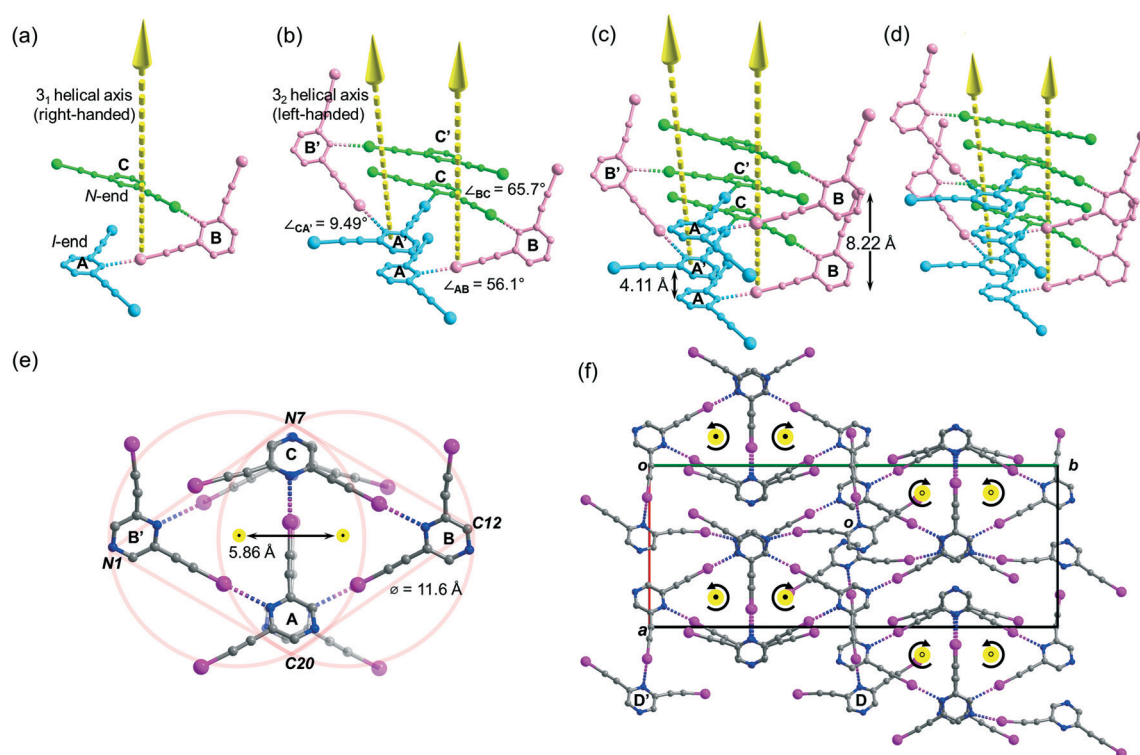 (a)
3₁ helical axis
(right-handed)
C
N-end
I-end
A
B
(b)
3₂ helical axis
(left-handed)
B'
C'
C
∠BC = 65.7°
∠CA' = 9.49°
A'
A
B
∠AB = 56.1°
(c)
B'
C'
C
B
A
A'
8.22 Å
B
4.11 Å
A
(d)
(e)
N7
C
B'
B
C12
N1
5.86 Å
⌀ = 11.6 Å
A
C20
(f)
o
b
o
a
D'
D